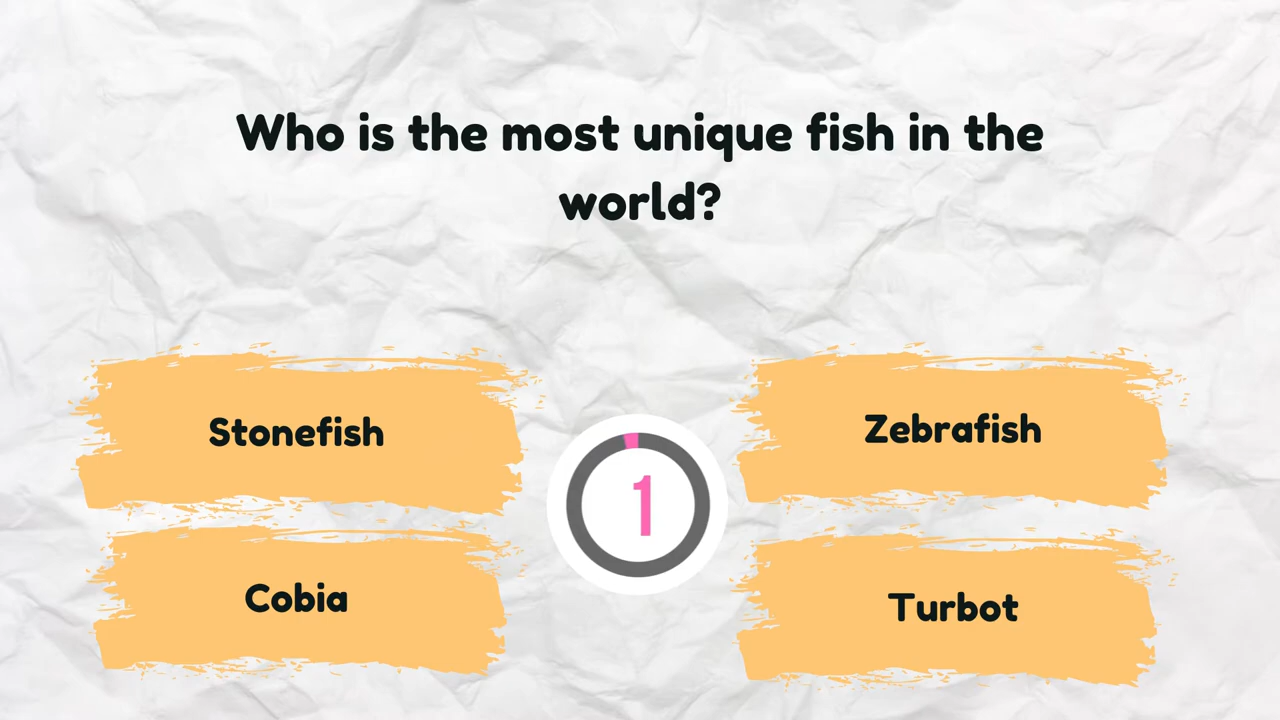 Who is the most unique fish in the
world?
Stonefish
Zebrafish
1
Cobia
Turbot